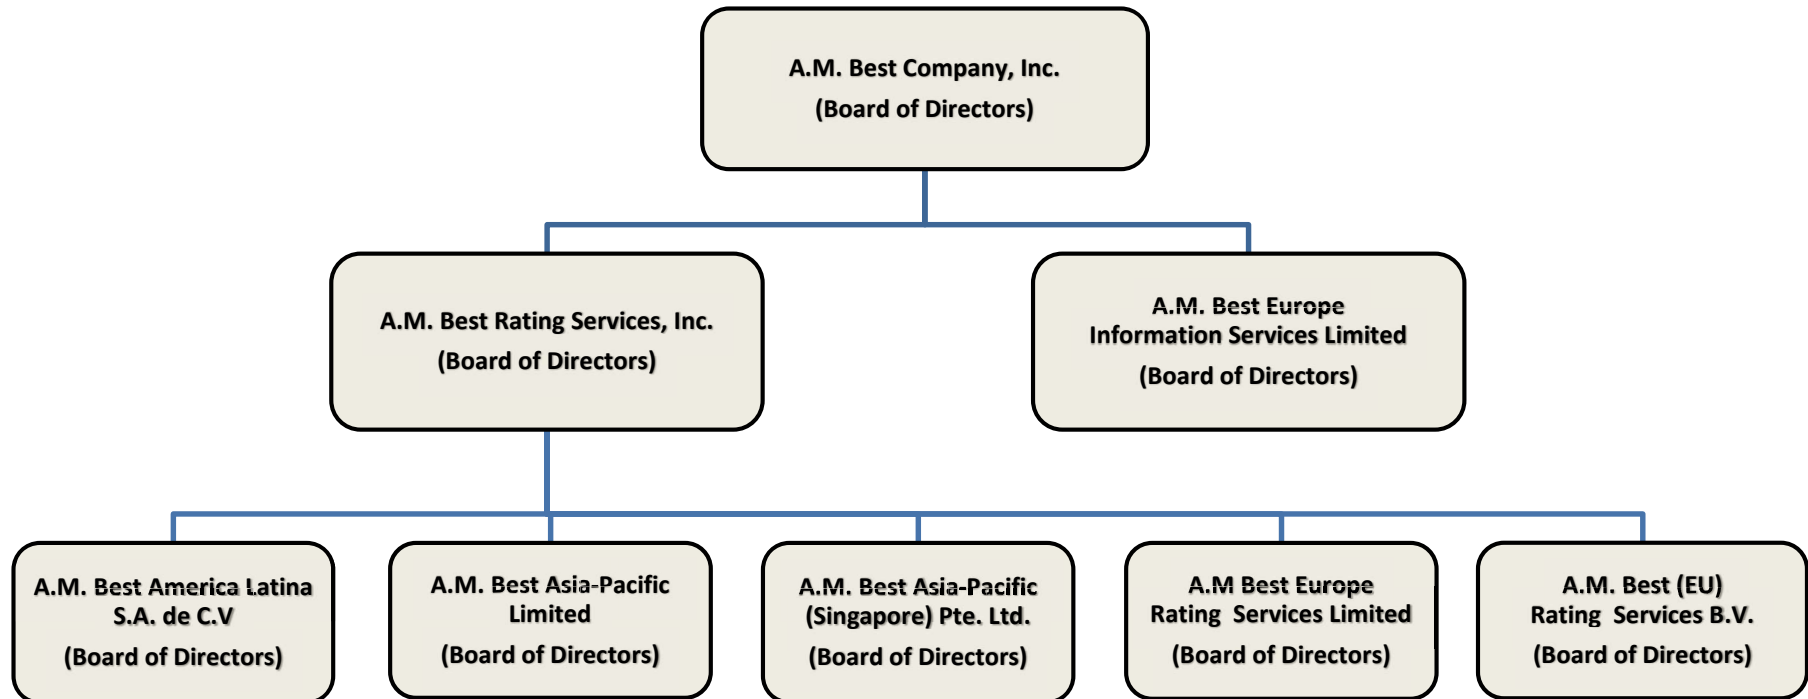 A.M. Best Company, Inc.
(Board of Directors)
A.M. Best Rating Services, Inc.
(Board of Directors)
A.M. Best Europe
Information Services Limited
(Board of Directors)
A.M. Best America Latina
S.A. de C.V
(Board of Directors)
A.M. Best Asia-Pacific
Limited
(Board of Directors)
A.M. Best Asia-Pacific
(Singapore) Pte. Ltd.
(Board of Directors)
A.M Best Europe
Rating Services Limited
(Board of Directors)
A.M. Best (EU)
Rating Services B.V.
(Board of Directors)